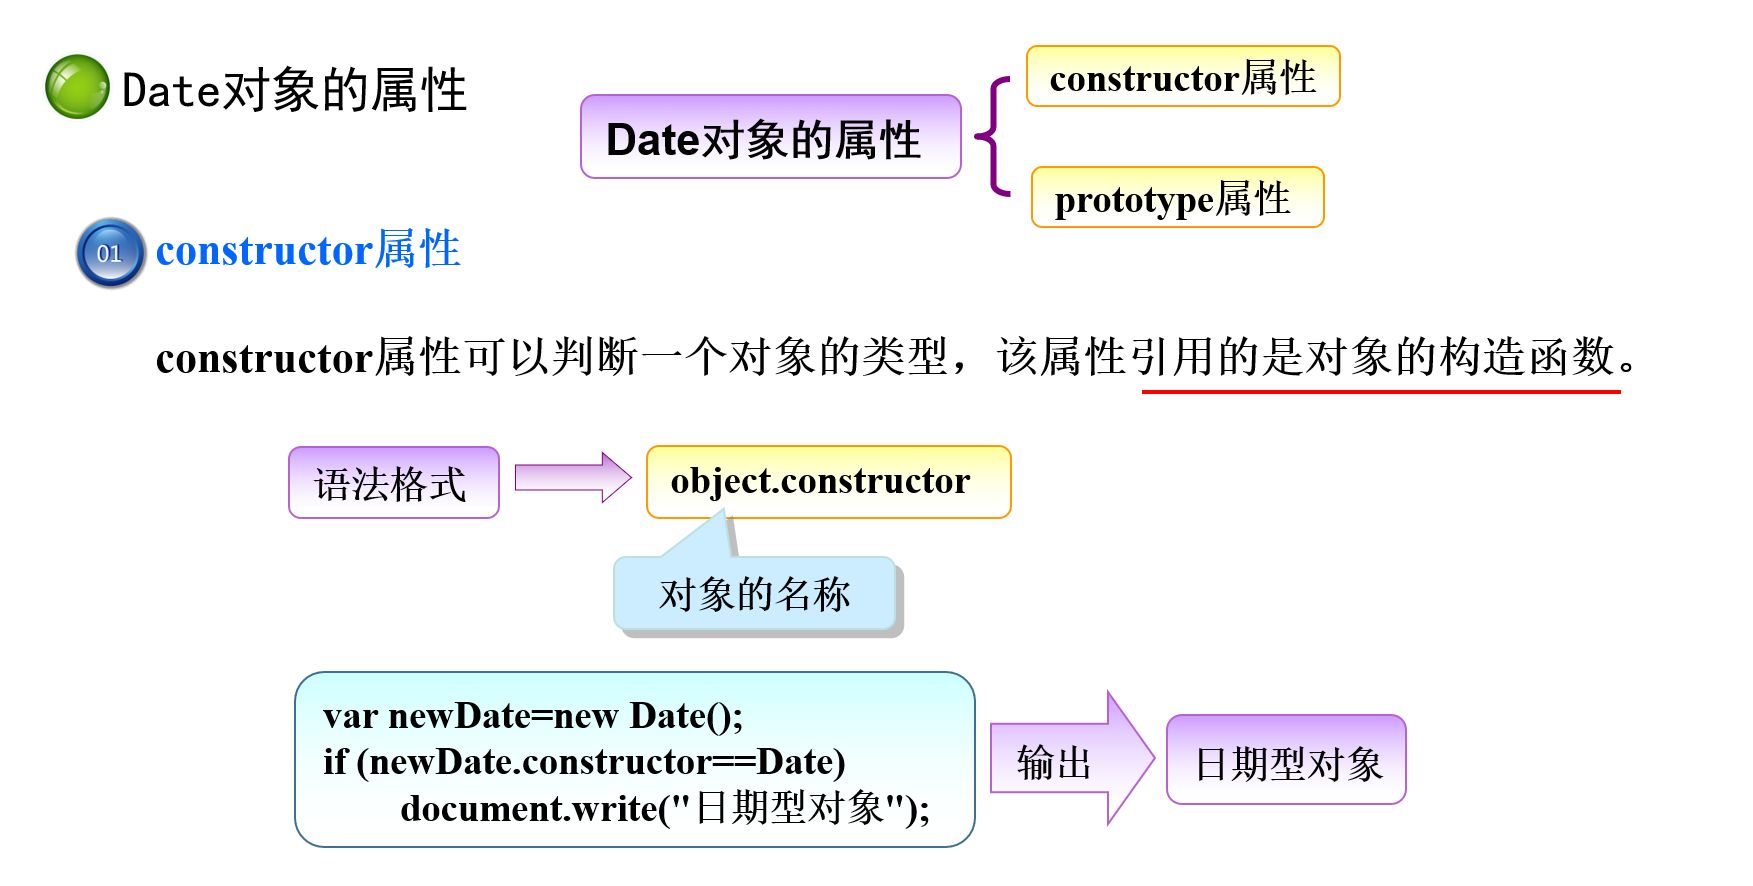 Date对象的属性
Date对象的属性
constructor属性
prototype属性
01
constructor属性
constructor属性可以判断一个对象的类型，该属性引用的是对象的构造函数。
语法格式
object.constructor
对象的名称
var newDate=new Date();
if (newDate.constructor==Date)
document.write("日期型对象");
输出
日期型对象